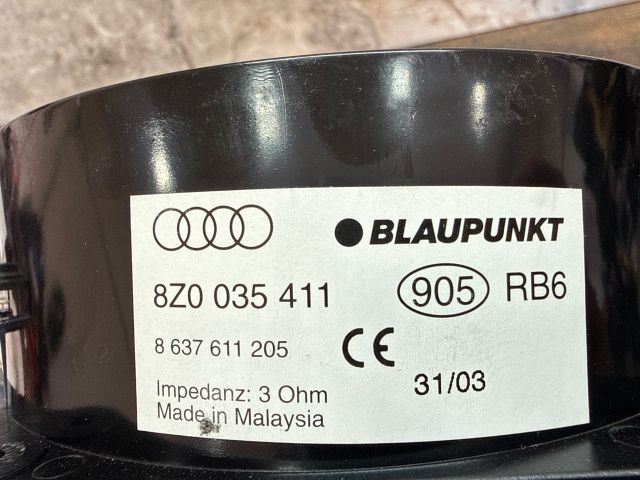 BLAUPUNKT
8Z0 035 411
905 RB6
8 637 611 205
CE
31/03
Impedanz: 3 Ohm
Made in Malaysia